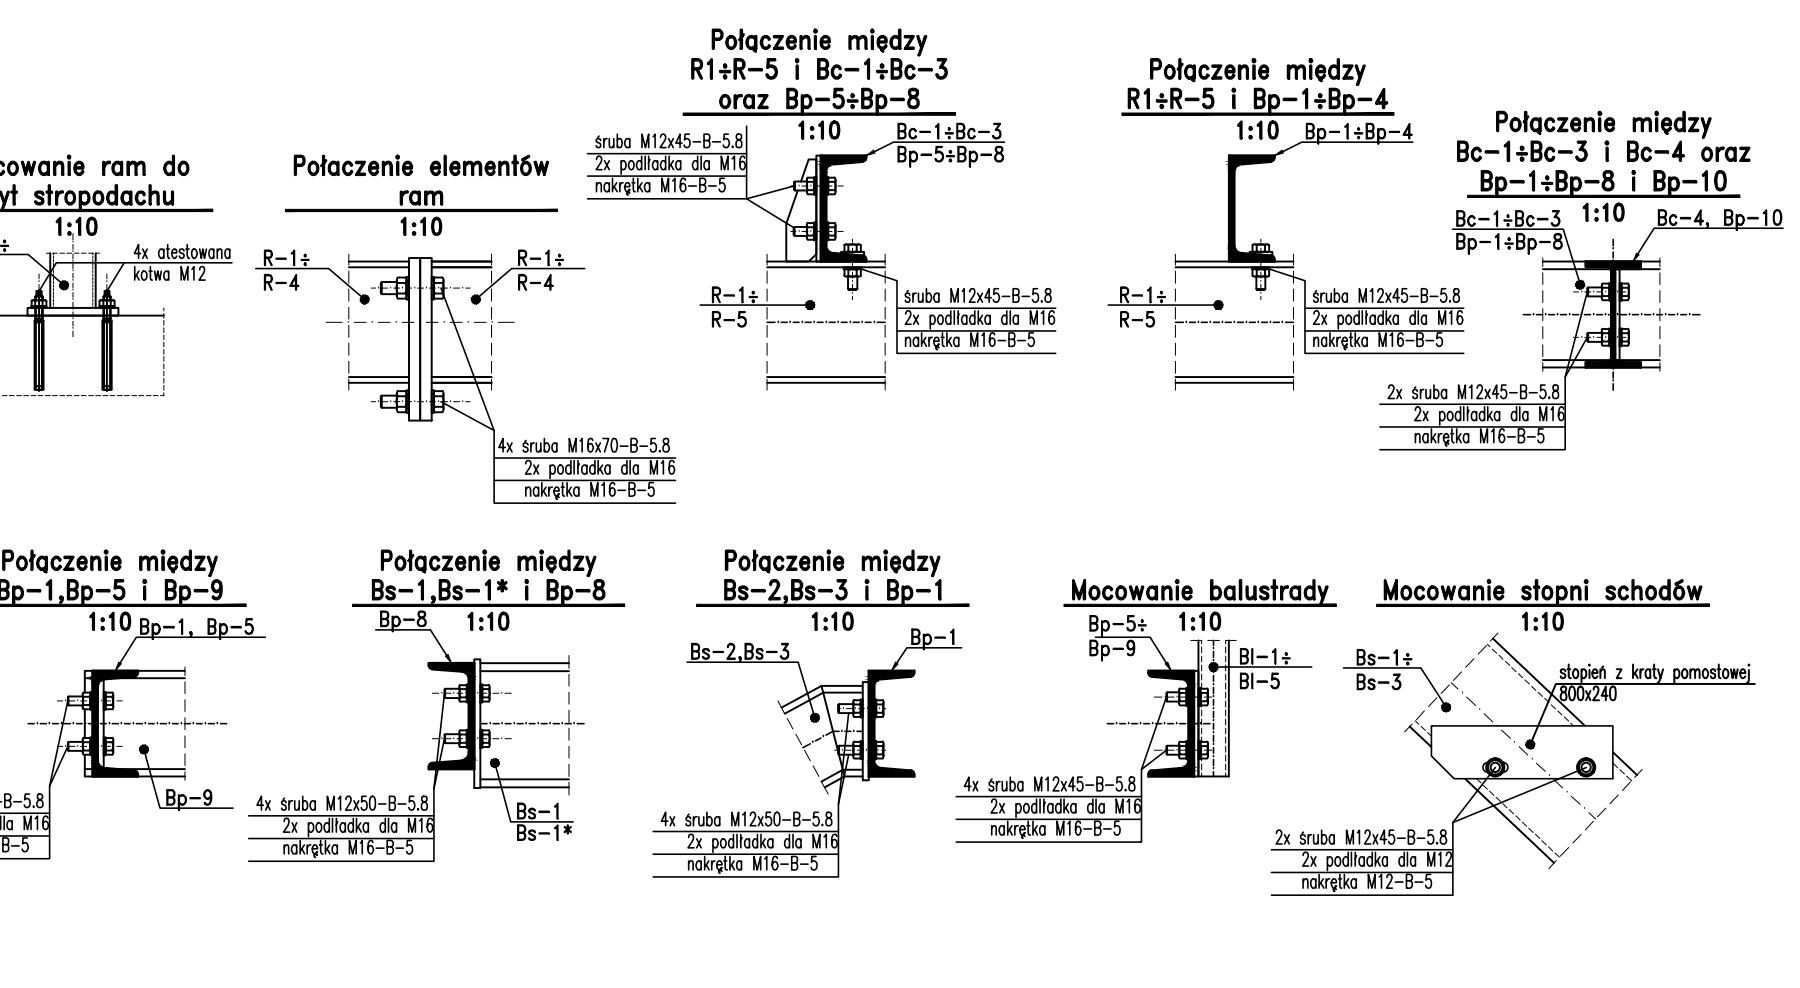 Połączenie między
R1÷R-5 i Bc-1÷Bc-3
oraz Bp-5÷Bp-8
1:10
śruba M12x45-B-5.8
2x podlładka dla M16
nakrętka M16-B-5
Bc-1÷Bc-3
Bp-5÷Bp-8
R-1÷
R-5
śruba M12x45-B-5.8
2x podlładka dla M16
nakrętka M16-B-5
Połączenie między
R1÷R-5 i Bp-1÷Bp-4
1:10
Bp-1÷Bp-4
R-1÷
R-5
śruba M12x45-B-5.8
2x podlładka dla M16
nakrętka M16-B-5
Połączenie między
Bc-1÷Bc-3 i Bc-4 oraz
Bp-1÷Bp-8 i Bp-10
1:10
Bc-1÷Bc-3
Bp-1÷Bp-8
Bc-4, Bp-10
2x śruba M12x45-B-5.8
2x podlładka dla M16
nakrętka M16-B-5
cowanie ram do
yt stropodachu
1:10
÷
4x atestowana
kotwa M12
Połaczenie elementów
ram
1:10
R-1÷
R-4
R-1÷
R-4
4x śruba M16x70-B-5.8
2x podlładka dla M16
nakrętka M16-B-5
Połączenie między
Bp-1,Bp-5 i Bp-9
1:10
Bp-1, Bp-5
Bp-9
-B-5.8
dla M16
B-5
Połączenie między
Bs-1,Bs-1* i Bp-8
1:10
Bp-8
4x śruba M12x50-B-5.8
2x podlładka dla M16
nakrętka M16-B-5
Bs-1
Bs-1*
Połączenie między
Bs-2,Bs-3 i Bp-1
1:10
Bs-2,Bs-3
Bp-1
4x śruba M12x50-B-5.8
2x podlładka dla M16
nakrętka M16-B-5
Mocowanie balustrady
1:10
Bp-5÷
Bp-9
Bl-1÷
Bl-5
4x śruba M12x45-B-5.8
2x podlładka dla M16
nakrętka M16-B-5
Mocowanie stopni schodów
1:10
Bs-1÷
Bs-3
stopień z kraty pomostowej
800x240
2x śruba M12x45-B-5.8
2x podlładka dla M12
nakrętka M12-B-5